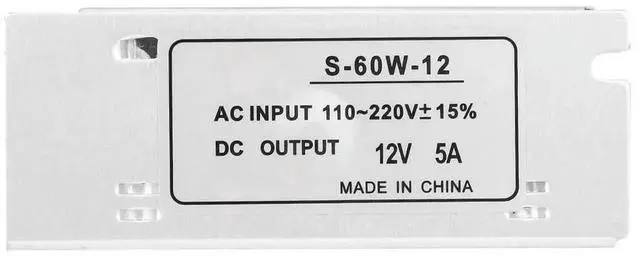 S-60W-12
AC INPUT 110~220V±15%
DC OUTPUT 12V 5A
MADE IN CHINA